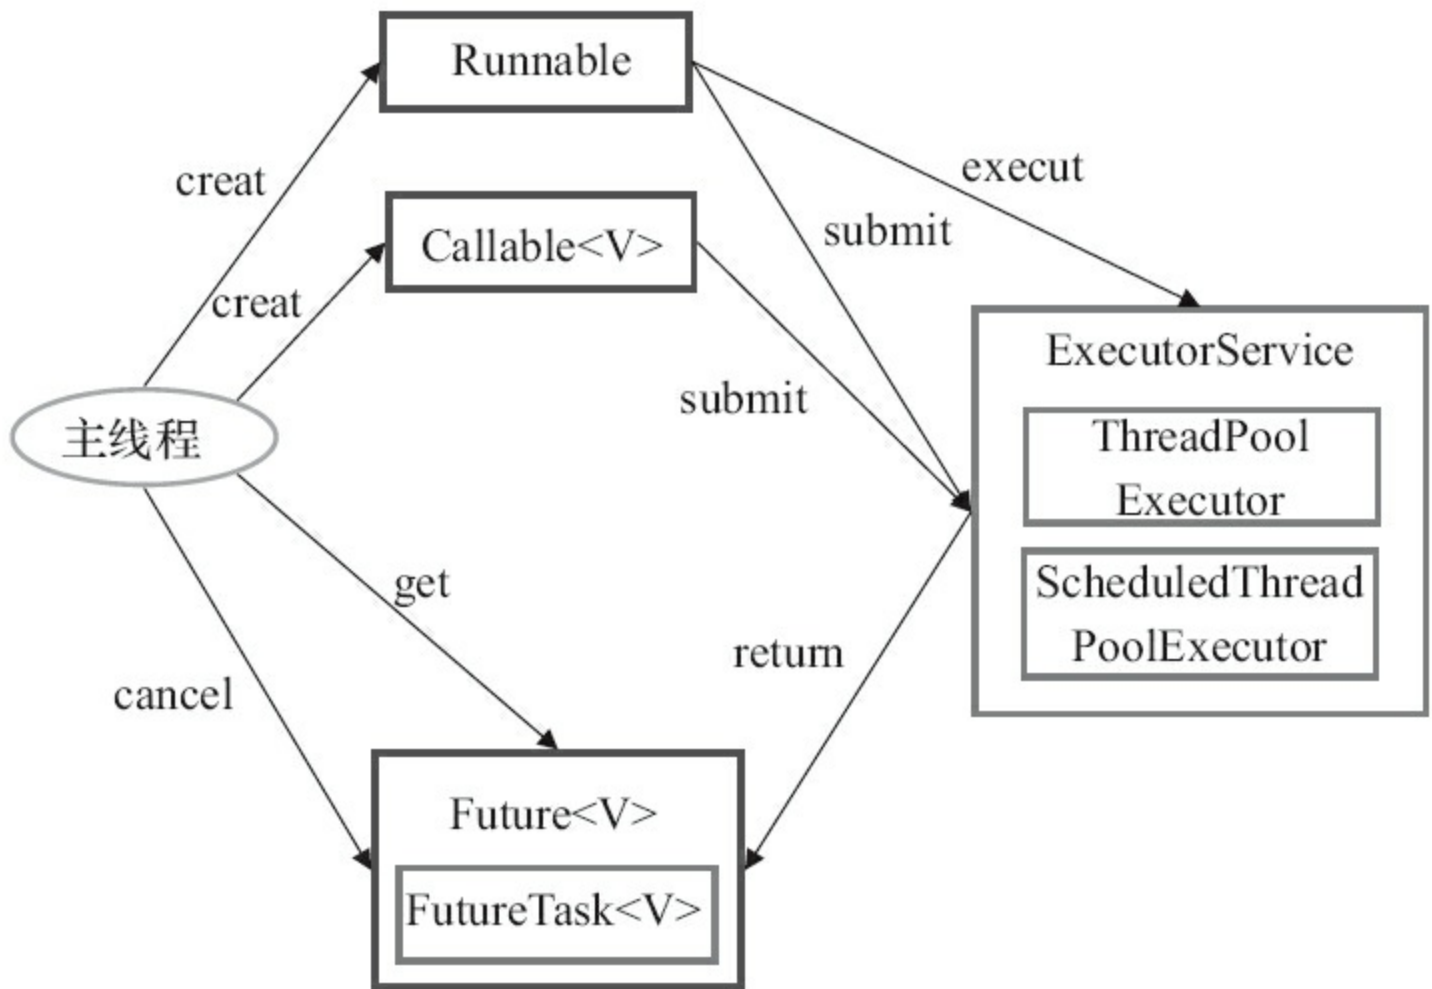 Runnable
creat
execut
submit
Callable<V>
creat
ExecutorService
submit
主线程
ThreadPool
Executor
get
ScheduledThread
PoolExecutor
return
cancel
Future<V>
FutureTask<V>